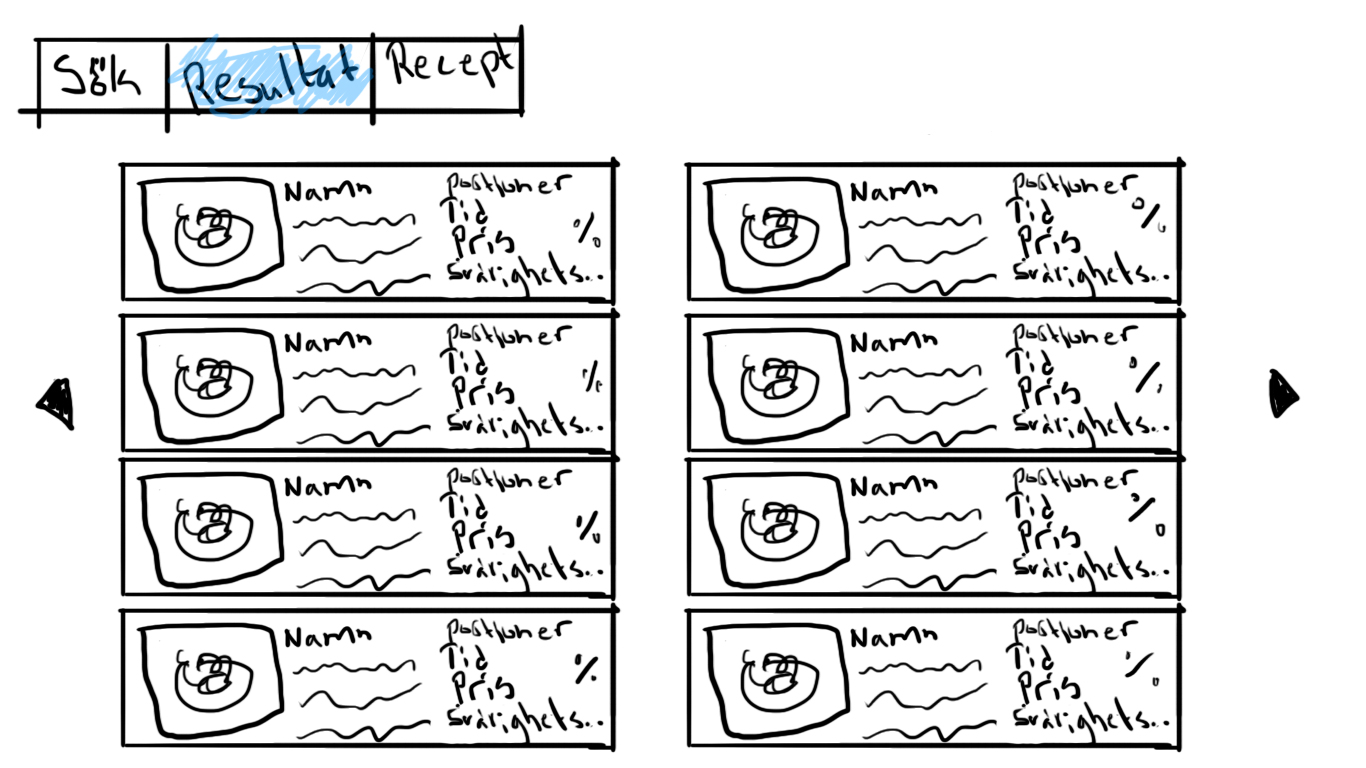 Sök Resultat Recept
Namn
Portioner
Tid
Pris
%
Svårighets...
Namn
Portioner
Tid
Pris
%
Svårighets...
Namn
Portioner
Tid
Pris
%
Svårighets...
Namn
Portioner
Tid
Pris
%
Svårighets...
Namn
Portioner
Tid
Pris
%
Svårighets...
Namn
Portioner
Tid
Pris
%
Svårighets...
Namn
Portioner
Tid
Pris
%
Svårighets...
Namn
Portioner
Tid
Pris
%
Svårighets...